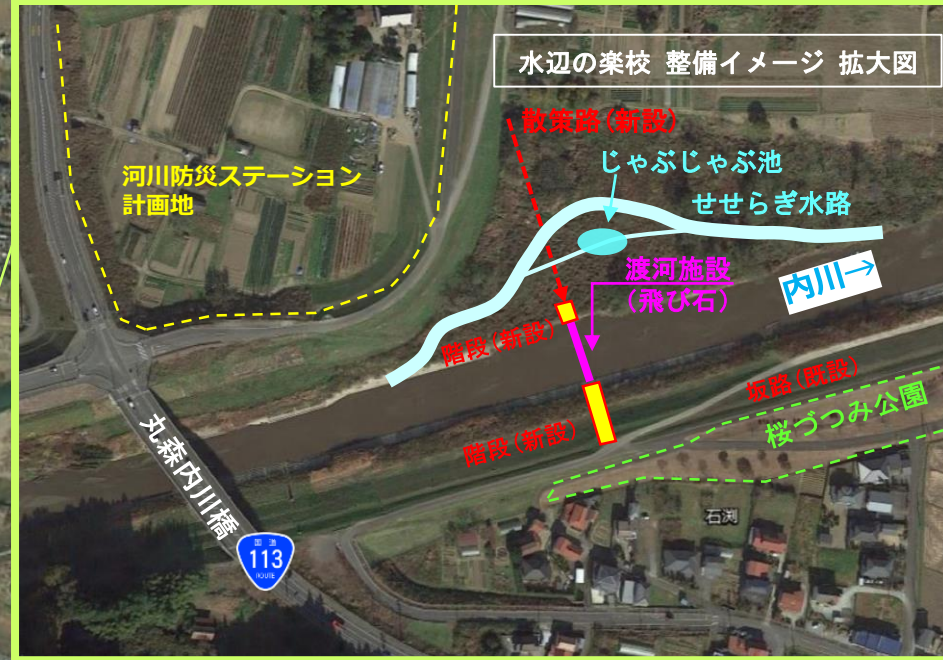 水辺の楽校 整備イメージ 拡大図
散策路(新設)
じゃぶじゃぶ池
河川防災ステーション
計画地
せせらぎ水路
渡河施設
(飛び石)
内川→
階段(新設)
坂路(既設)
桜づつみ公園
階段(新設)
丸森内川橋
石渕
国道
113
ROUTE